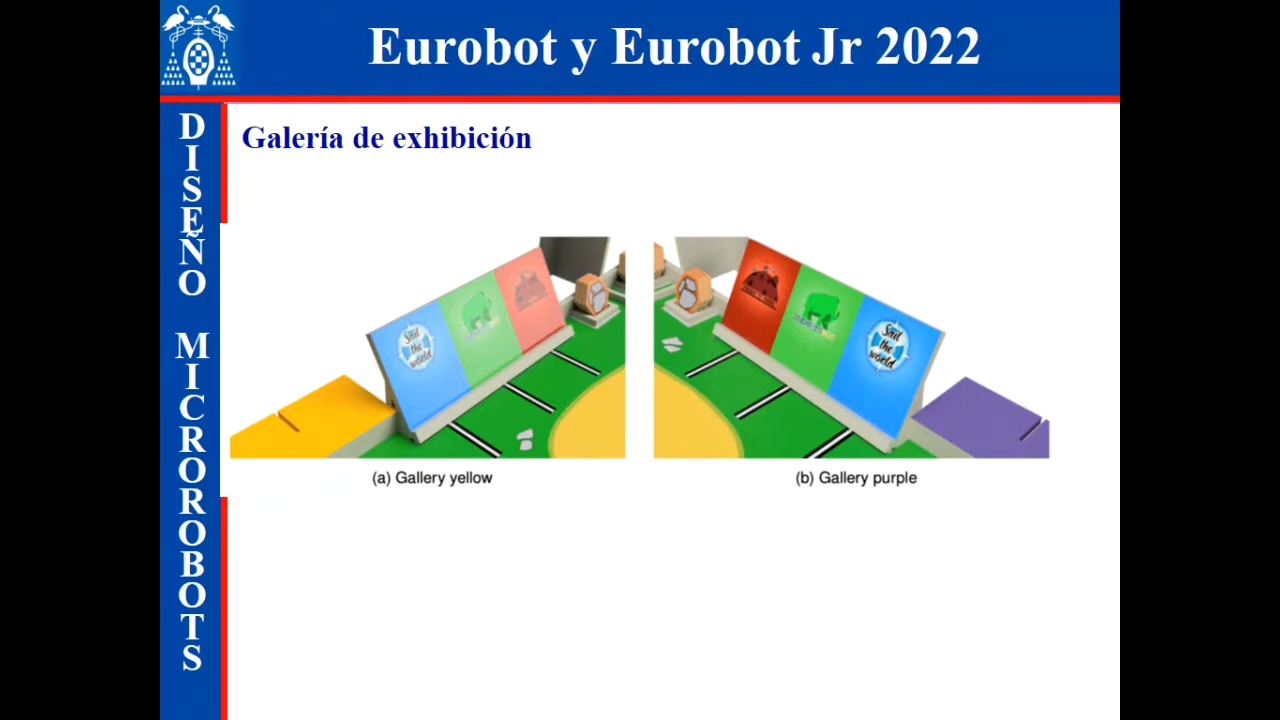 Eurobot y Eurobot Jr 2022
DISEÑO MICROROBOTS
Galería de exhibición
Sail
the
world
Sail
the
world
(a) Gallery yellow
(b) Gallery purple